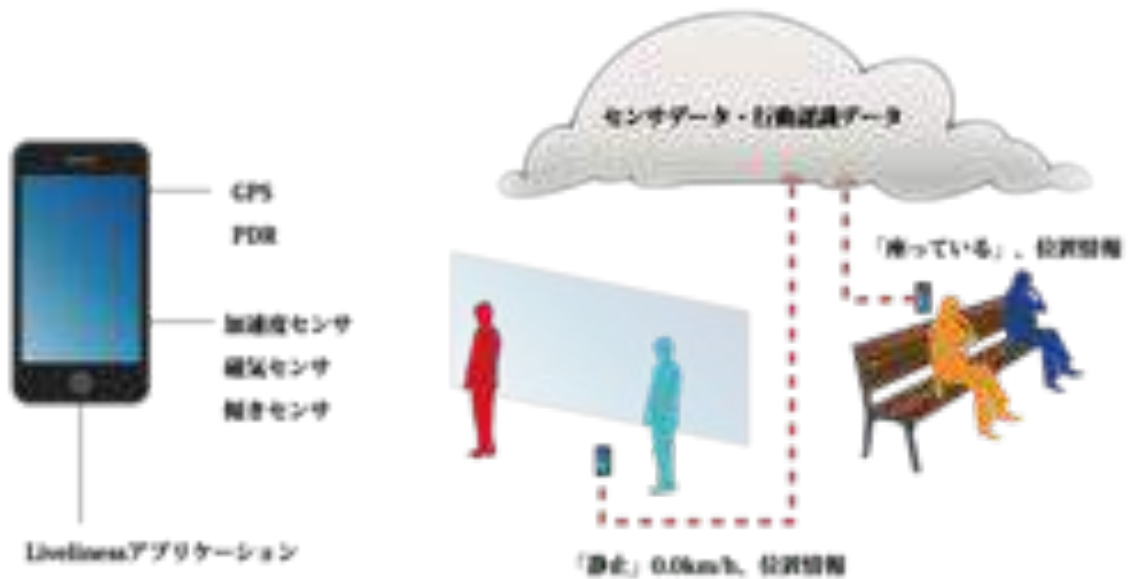 センサデータ・行動認識データ
GPS
PDR
「座っている」、位置情報
加速度センサ
磁気センサ
傾きセンサ
Livelinessアプリケーション
「静止」0.0km/h、位置情報